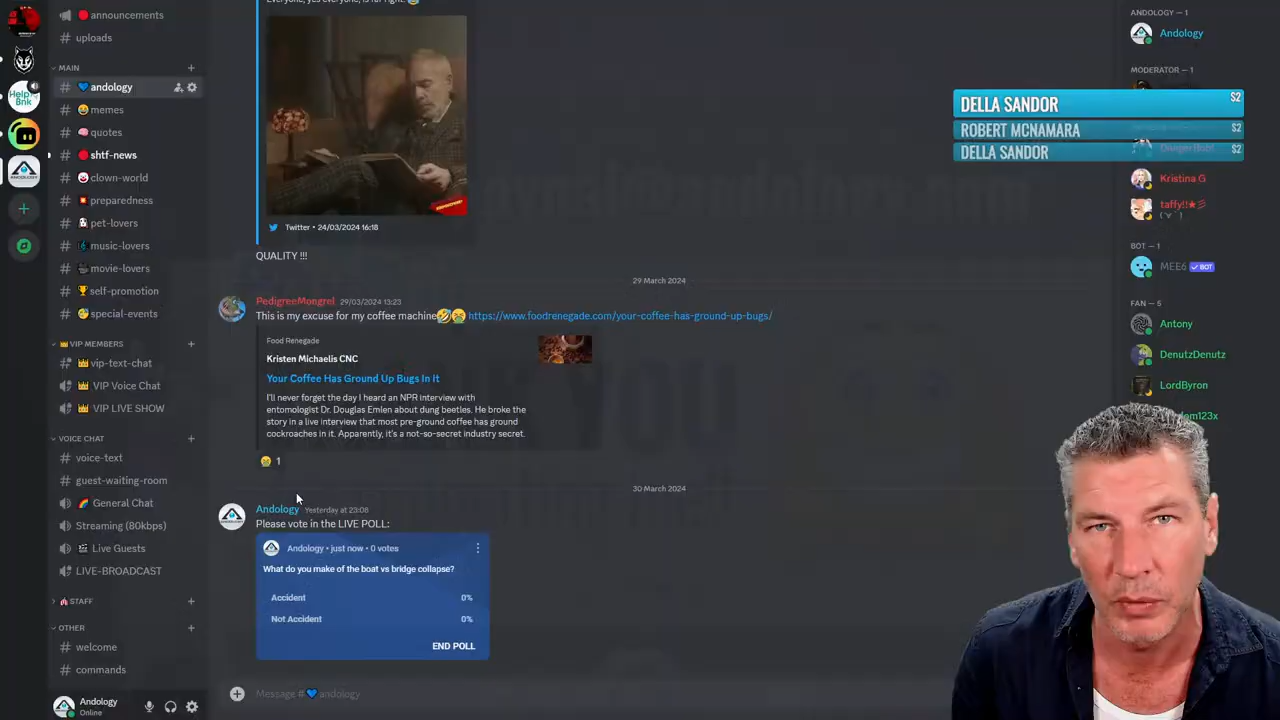 announcements
uploads
MAIN
andology
memes
quotes
shtf-news
clown-world
preparedness
pet-lovers
music-lovers
movie-lovers
self-promotion
special-events
VIP MEMBERS
vip-text-chat
VIP Voice Chat
VIP LIVE SHOW
VOICE CHAT
voice-text
guest-waiting-room
General Chat
Streaming (80kbps)
Live Guests
LIVE-BROADCAST
STAFF
OTHER
welcome
commands
Andology
Online
Twitter • 24/03/2024 16:18
QUALITY !!!
29 March 2024
PedigreeMongrel 29/03/2024 13:23
This is my excuse for my coffee machine https://www.foodrenegade.com/your-coffee-has-ground-up-bugs/
Food Renegade
Kristen Michaelis CNC
Your Coffee Has Ground Up Bugs In It
I'll never forget the day I heard an NPR interview with
entomologist Dr. Douglas Emlen about dung beetles. He broke the
story in a live interview that most pre-ground coffee has ground
cockroaches in it. Apparently, it's a not-so-secret industry secret.
1
30 March 2024
Andology Yesterday at 23:08
Please vote in the LIVE POLL:
Andology • just now • 0 votes
What do you make of the boat vs bridge collapse?
Accident 0%
Not Accident 0%
END POLL
Message # andology
ANDOLOGY — 1
Andology
MODERATOR — 1
DELLA SANDOR $2
ROBERT MCNAMARA $2
DELLA SANDOR $2
Kristina G
taffy!!★彡
BOT — 1
MEE6 BOT
FAN — 5
Antony
DenutzDenutz
LordByron